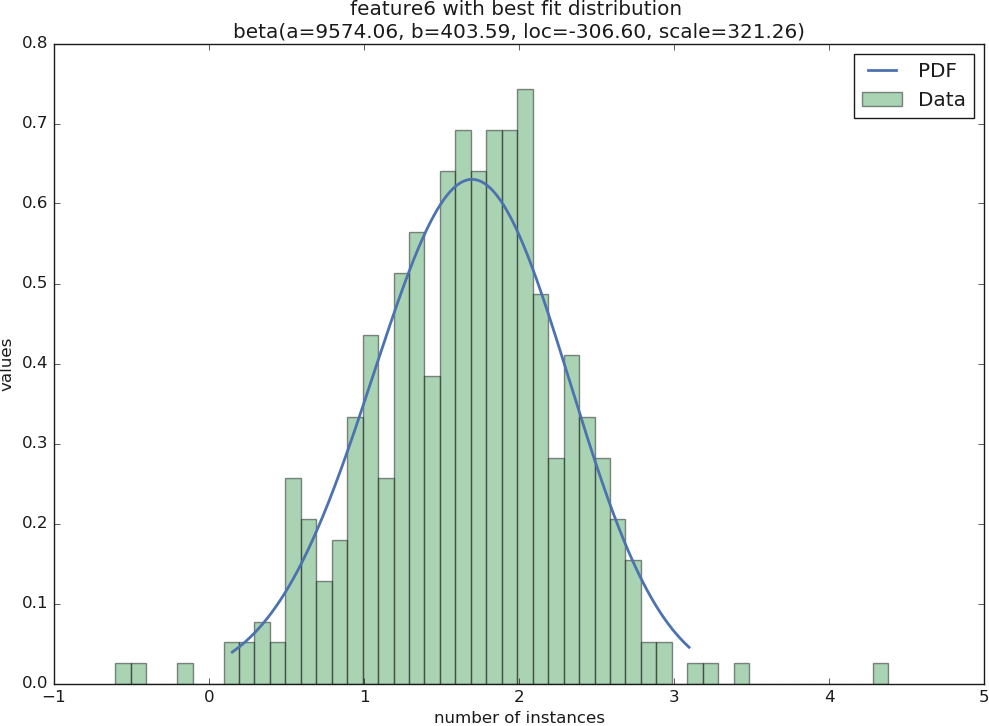 feature6 with best fit distribution
beta(a=9574.06, b=403.59, loc=-306.60, scale=321.26)
0.8
0.7
0.6
0.5
0.4
0.3
0.2
0.1
0.0
values
PDF
Data
−1 0 1 2 3 4 5
number of instances